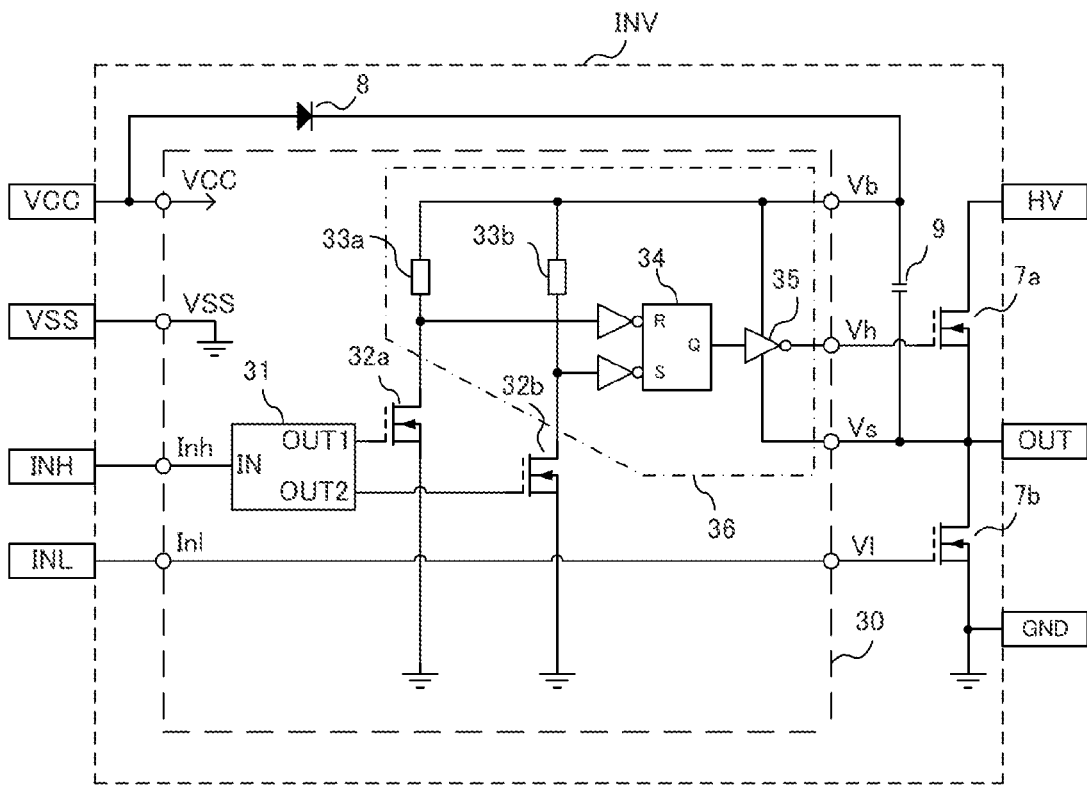 INV
8
VCC
VCC
Vb
HV
33a
33b
34
9
35
7a
VSS
VSS
R
Q
Vh
S
32a
32b
31
OUT1
Vs
OUT
INH
Inh
IN
OUT2
36
7b
INL
Inl
Vl
30
GND